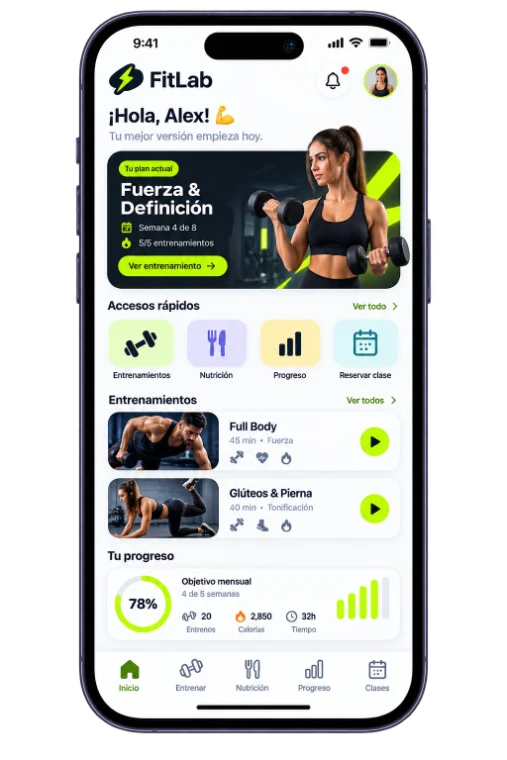 9:41
FitLab
¡Hola, Alex! 💪
Tu mejor versión empieza hoy.
Tu plan actual
Fuerza &
Definición
Semana 4 de 8
5/5 entrenamientos
Ver entrenamiento →
Accesos rápidos
Ver todo >
Entrenamientos
Nutrición
Progreso
Reservar clase
Entrenamientos
Ver todos >
Full Body
45 min • Fuerza
Glúteos & Pierna
40 min • Tonificación
Tu progreso
78%
Objetivo mensual
4 de 5 semanas
20
2,850
32h
Entrenos
Calorías
Tiempo
Inicio
Entrenar
Nutrición
Progreso
Clases